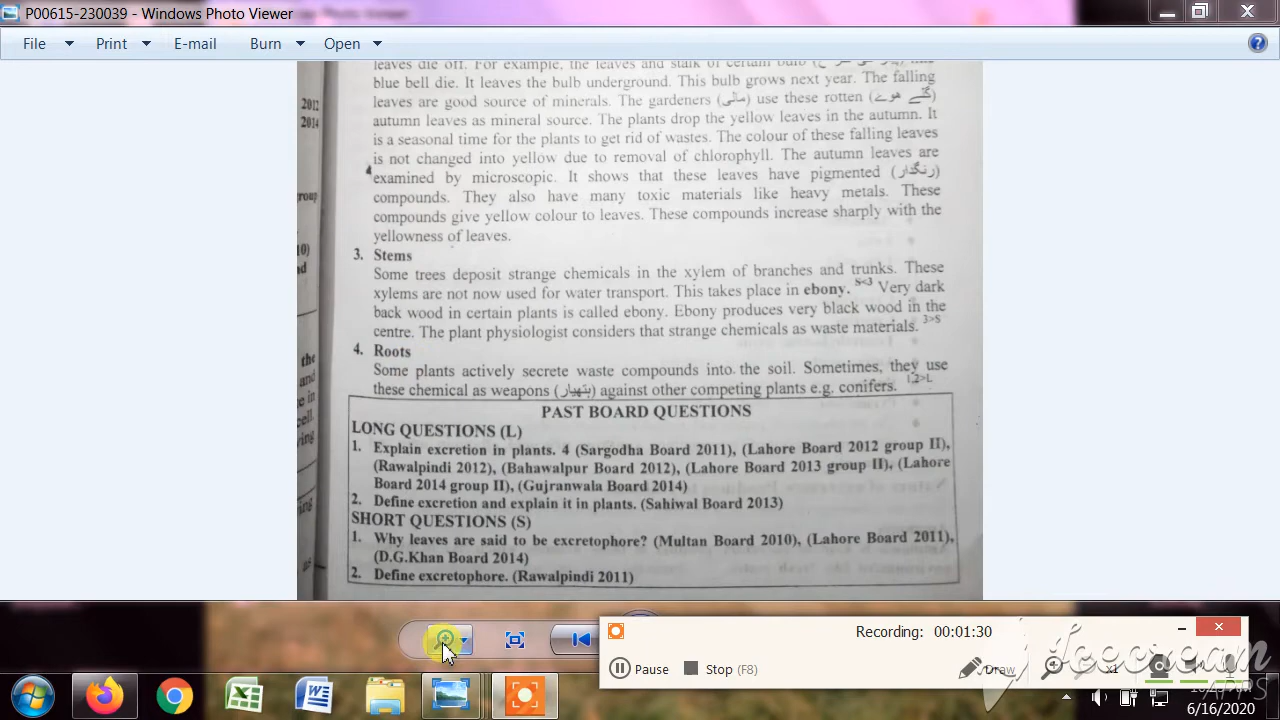 P00615-230039 - Windows Photo Viewer
File Print E-mail Burn Open
leaves die off. For example, the leaves and stalk of certain bulb
blue bell die. It leaves the bulb underground. This bulb grows next year. The falling
leaves are good source of minerals. The gardeners (مالی) use these rotten (گلے ہوے)
autumn leaves as mineral source. The plants drop the yellow leaves in the autumn. It
is a seasonal time for the plants to get rid of wastes. The colour of these falling leaves
is not changed into yellow due to removal of chlorophyll. The autumn leaves are
examined by microscopic. It shows that these leaves have pigmented (رنگدار)
compounds. They also have many toxic materials like heavy metals. These
compounds give yellow colour to leaves. These compounds increase sharply with the
yellowness of leaves.
3. Stems
Some trees deposit strange chemicals in the xylem of branches and trunks. These
xylems are not now used for water transport. This takes place in ebony. S<3 Very dark
back wood in certain plants is called ebony. Ebony produces very black wood in the
centre. The plant physiologist considers that strange chemicals as waste materials. 3>S
4. Roots
Some plants actively secrete waste compounds into the soil. Sometimes, they use
these chemical as weapons (ہتھیار) against other competing plants e.g. conifers. 1,2>L
PAST BOARD QUESTIONS
LONG QUESTIONS (L)
1. Explain excretion in plants. 4 (Sargodha Board 2011), (Lahore Board 2012 group II),
(Rawalpindi 2012), (Bahawalpur Board 2012), (Lahore Board 2013 group II), (Lahore
Board 2014 group II), (Gujranwala Board 2014)
2. Define excretion and explain it in plants. (Sahiwal Board 2013)
SHORT QUESTIONS (S)
1. Why leaves are said to be excretophore? (Multan Board 2010), (Lahore Board 2011),
(D.G.Khan Board 2014)
2. Define excretophore. (Rawalpindi 2011)
2012
2014
group
10)
the
and
cell.
Recording: 00:01:30
Pause Stop (F8) Draw x1
Icecream
APPS
6/16/2020